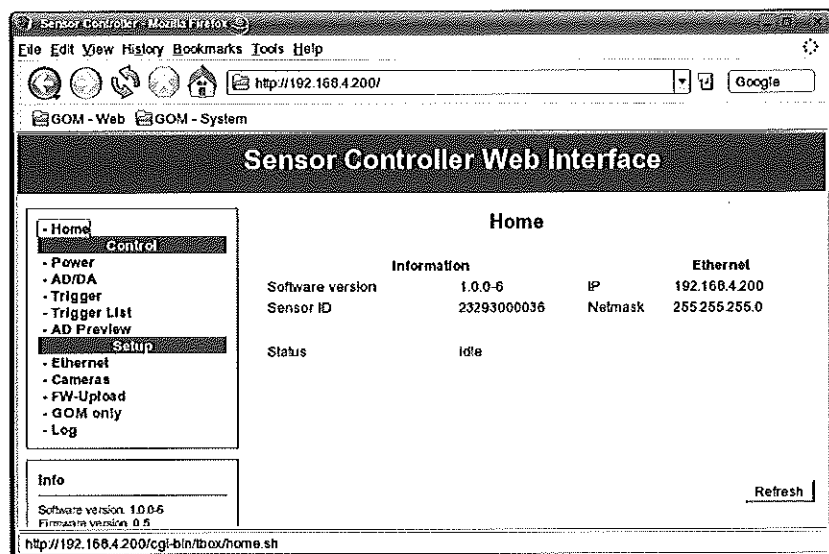 Sensor Controller - Mozilla Firefox
File Edit View History Bookmarks Tools Help
http://192.168.4.200/
Google
GOM - Web GOM - System
Sensor Controller Web Interface
- Home
Control
- Power
- AD/DA
- Trigger
- Trigger List
- AD Preview
Setup
- Ethernet
- Cameras
- FW-Upload
- GOM only
- Log
Info
Software version 1.0.0-6
Firmware version 0.5
Home
Information Ethernet
Software version 1.0.0-6 IP 192.168.4.200
Sensor ID 23293000036 Netmask 255.255.255.0
Status idle
Refresh
http://192.168.4.200/cgi-bin/tbox/home.sh